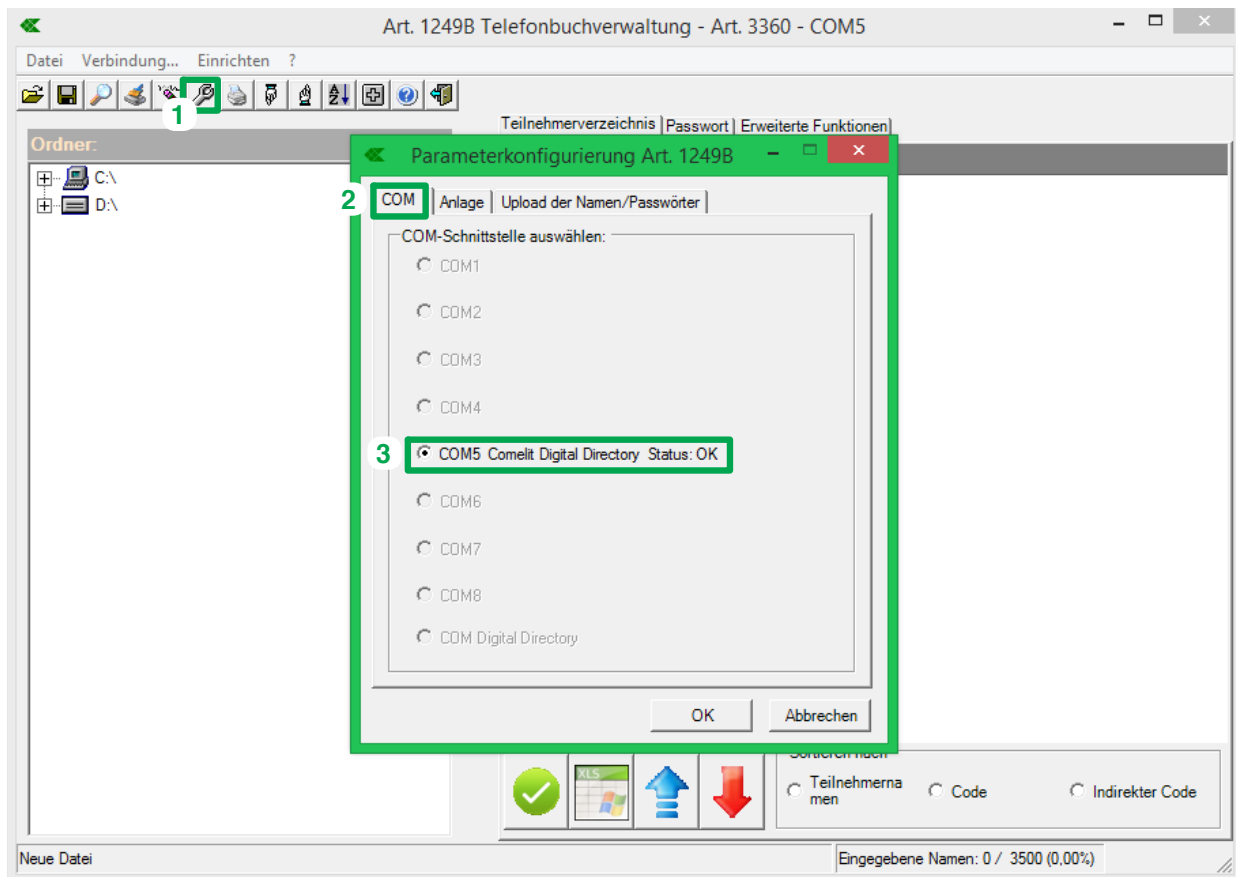 Art. 1249B Telefonbuchverwaltung - Art. 3360 - COM5
Datei Verbindung... Einrichten ?
1
Teilnehmerverzeichnis Passwort Erweiterte Funktionen
Ordner:
C:\
D:\
Parameterkonfigurierung Art. 1249B
2
COM Anlage Upload der Namen/Passwörter
COM-Schnittstelle auswählen:
COM1
COM2
COM3
COM4
3
COM5 Comelit Digital Directory Status: OK
COM6
COM7
COM8
COM Digital Directory
OK Abbrechen
XLS
Sortieren nach
Teilnehmerna
men
Code
Indirekter Code
Neue Datei
Eingegebene Namen: 0 / 3500 (0,00%)